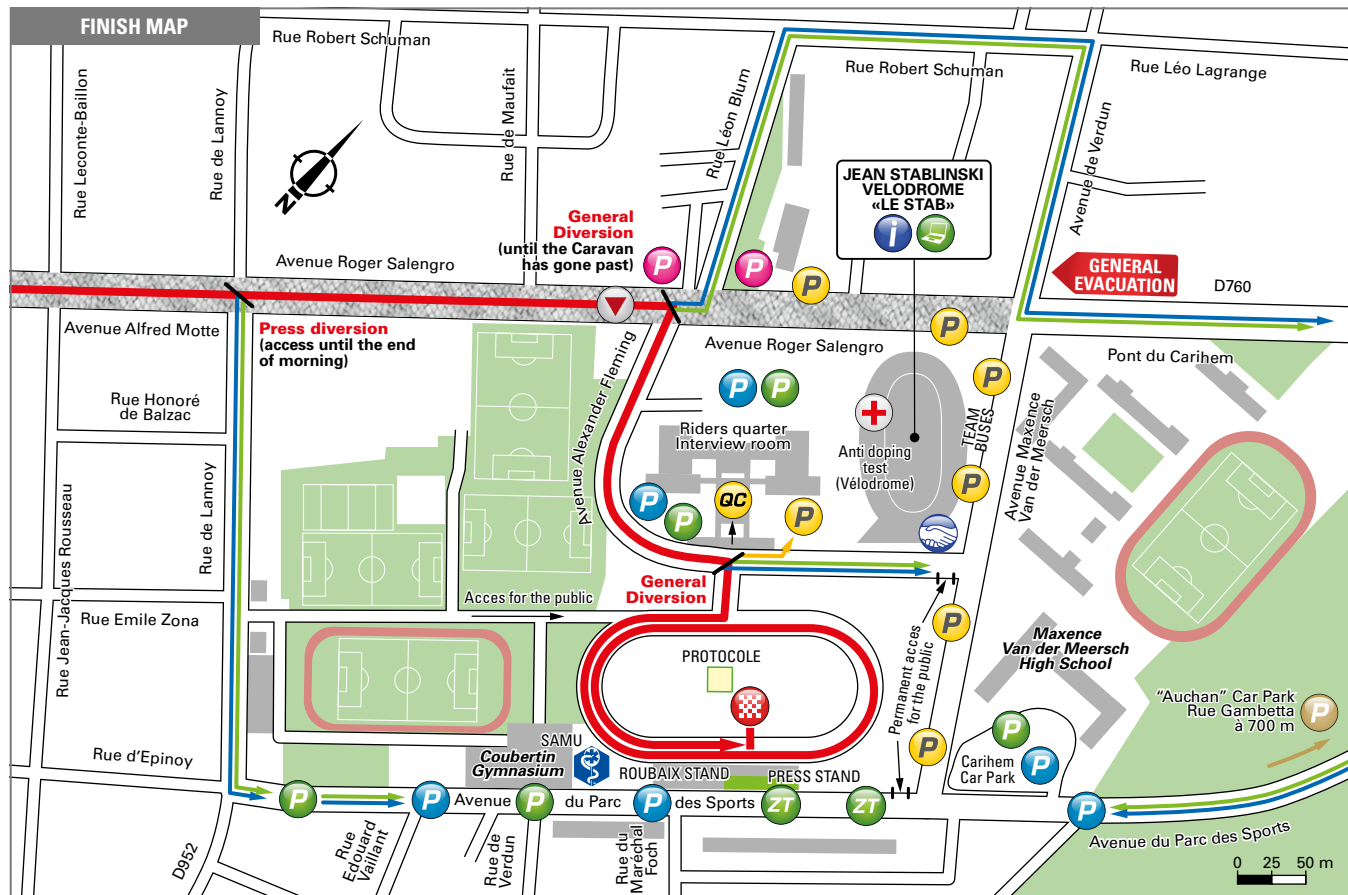 FINISH MAP
Rue Robert Schuman
Rue Leconte-Baillon
Rue de Lannoy
Rue de Maufait
Rue Léon Blum
Rue Robert Schuman
Rue Léo Lagrange
Avenue de Verdun
N
JEAN STABLINSKI
VELODROME
«LE STAB»
i
General
Diversion
(until the Caravan
has gone past)
P
P
P
Avenue Roger Salengro
GENERAL
EVACUATION
D760
Avenue Alfred Motte
Press diversion
(access until the end
of morning)
Avenue Alexander Fleming
Avenue Roger Salengro
P
Pont du Carihem
P
P
P
TEAM
BUSES
Rue Honoré
de Balzac
Riders quarter
Interview room
Anti doping
test
(Vélodrome)
Avenue Maxence
Van der Meersch
P
P
P
QC
P
Rue Jean-Jacques Rousseau
Rue de Lannoy
General
Diversion
Acces for the public
Rue Emile Zona
P
Permanent acces
for the public
Maxence
Van der Meersch
High School
PROTOCOLE
"Auchan" Car Park
Rue Gambetta
à 700 m
P
P
P
P
Carihem
Car Park
Rue d'Epinoy
SAMU
Coubertin
Gymnasium
ROUBAIX STAND
PRESS STAND
P
P
Avenue
P
du Parc
P
des Sports
ZT
ZT
P
Avenue du Parc des Sports
D952
Rue
Edouard
Vaillant
Rue de
Verdun
Rue du
Maréchal
Foch
0 25 50 m